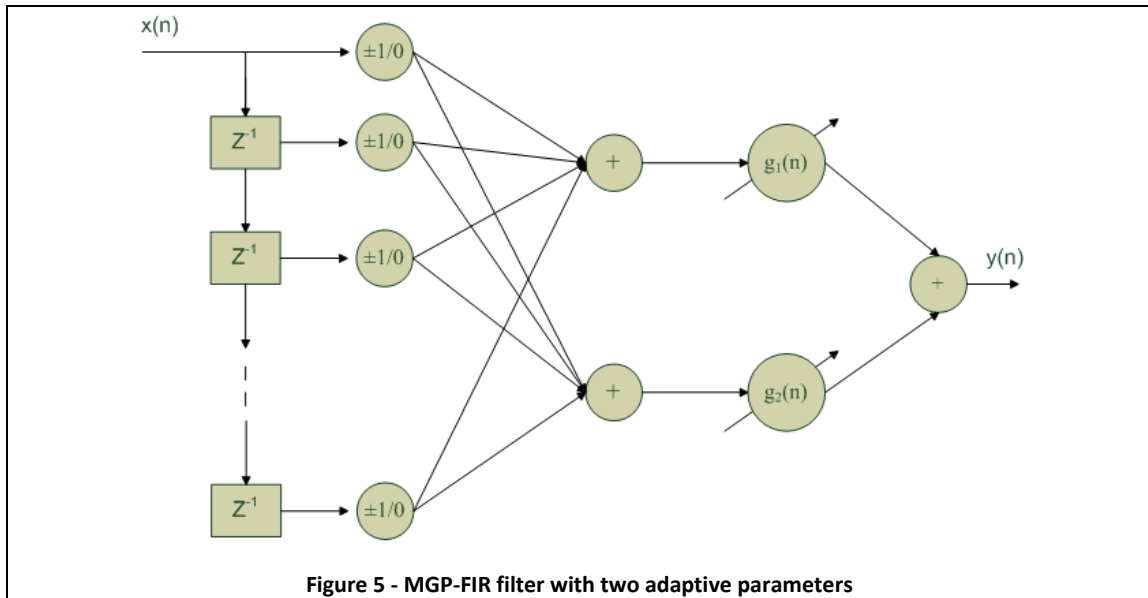 x(n)
±1/0
Z⁻¹
±1/0
+
g₁(n)
Z⁻¹
±1/0
y(n)
+
+
g₂(n)
Z⁻¹
±1/0
Figure 5 - MGP-FIR filter with two adaptive parameters